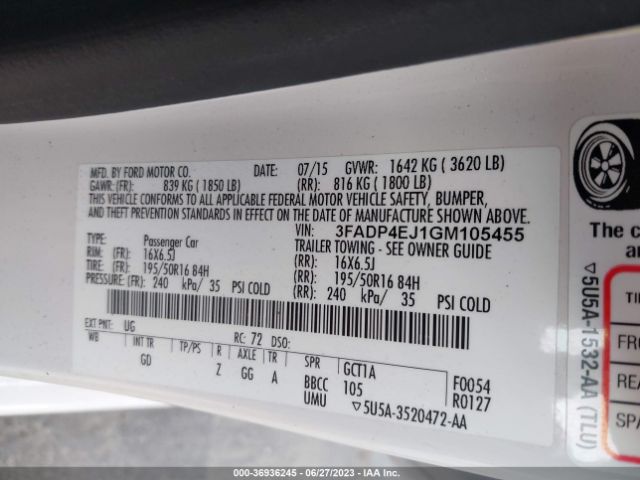 MFD. BY FORD MOTOR CO.
DATE: 07/15 GVWR: 1642 KG ( 3620 LB)
GAWR: (FR): 839 KG ( 1850 LB) (RR): 816 KG ( 1800 LB)
THIS VEHICLE CONFORMS TO ALL APPLICABLE FEDERAL MOTOR VEHICLE SAFETY, BUMPER,
AND THEFT PREVENTION STANDARDS IN EFFECT ON THE DATE OF MANUFACTURE SHOWN ABOVE.
VIN: 3FADP4EJ1GM105455
TYPE: Passenger Car TRAILER TOWING - SEE OWNER GUIDE
RIM: (FR): 16X6.5J (RR): 16X6.5J
TIRE: (FR): 195/50R16 84H (RR): 195/50R16 84H
PRESSURE: (FR): 240 kPa/ 35 PSI COLD (RR): 240 kPa/ 35 PSI COLD
EXT PNT: UG RC: 72 DSO:
WB INT TR TP/PS R AXLE TR SPR GCT1A F0054
GD Z GG A BBCC 105 R0127
UMU ▽5U5A-3520472-AA
The c
an
▽5U5A-1532-AA (TLU)
TI
FRO
REA
SPA
000-36936245 - 06/27/2023 - IAA Inc.